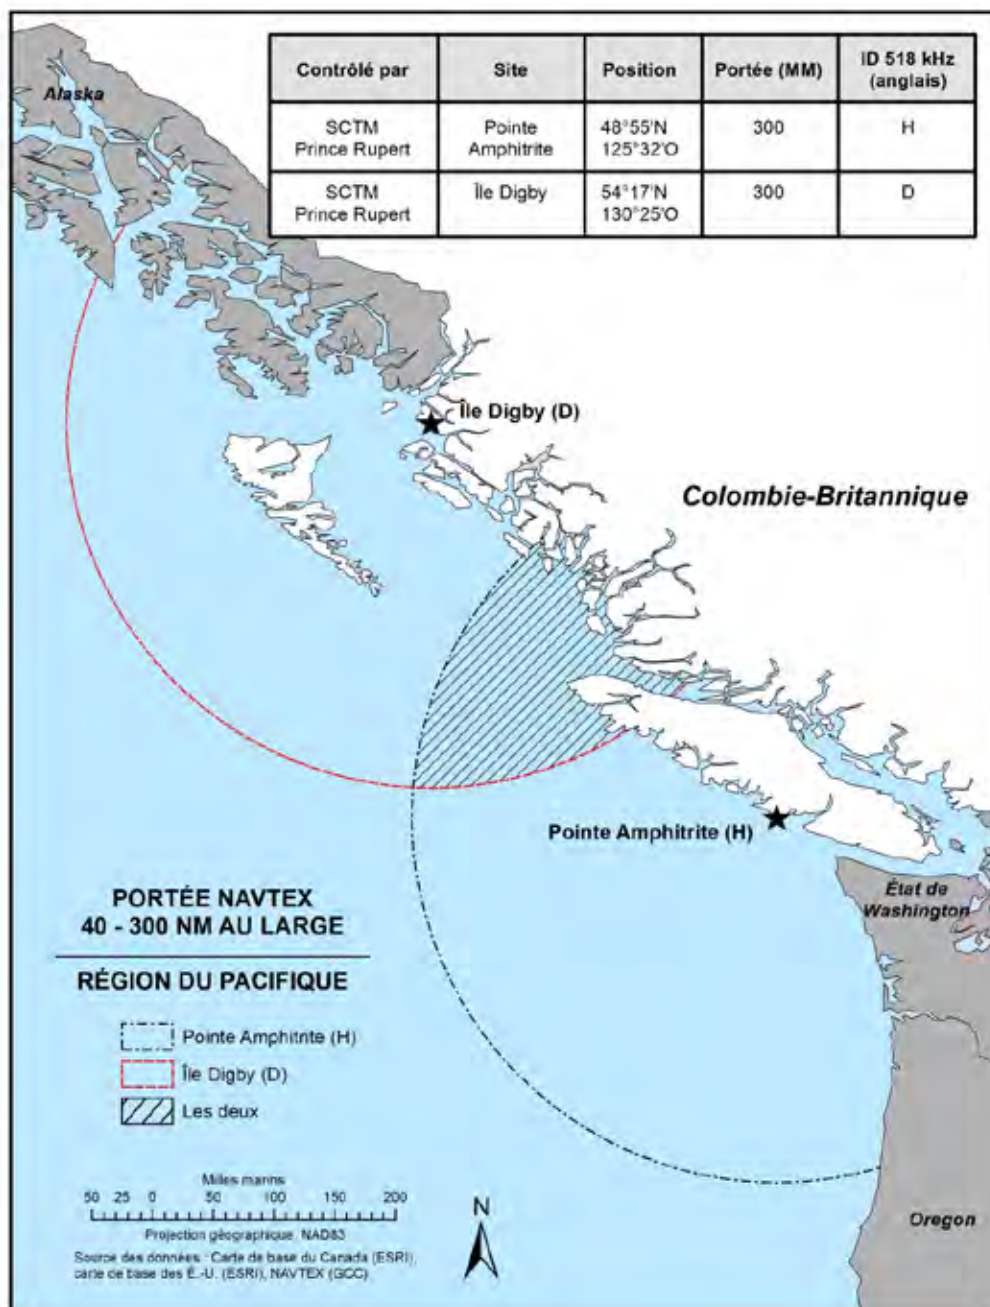 Contrôlé par Site Position Portée (MM) ID 518 kHz (anglais)
SCTM Prince Rupert Pointe Amphitrite 48°55'N 125°32'O 300 H
SCTM Prince Rupert Île Digby 54°17'N 130°25'O 300 D
Alaska
Île Digby (D)
Colombie-Britannique
Pointe Amphitrite (H)
État de
Washington
Oregon
PORTÉE NAVTEX
40 - 300 NM AU LARGE
RÉGION DU PACIFIQUE
Pointe Amphitrite (H)
Île Digby (D)
Les deux
Milles marins
50 25 0 50 100 150 200
Projection géographique, NAD83
Source des données : Carte de base du Canada (ESRI),
carte de base des É.-U. (ESRI), NAVTEX (GCC)
N